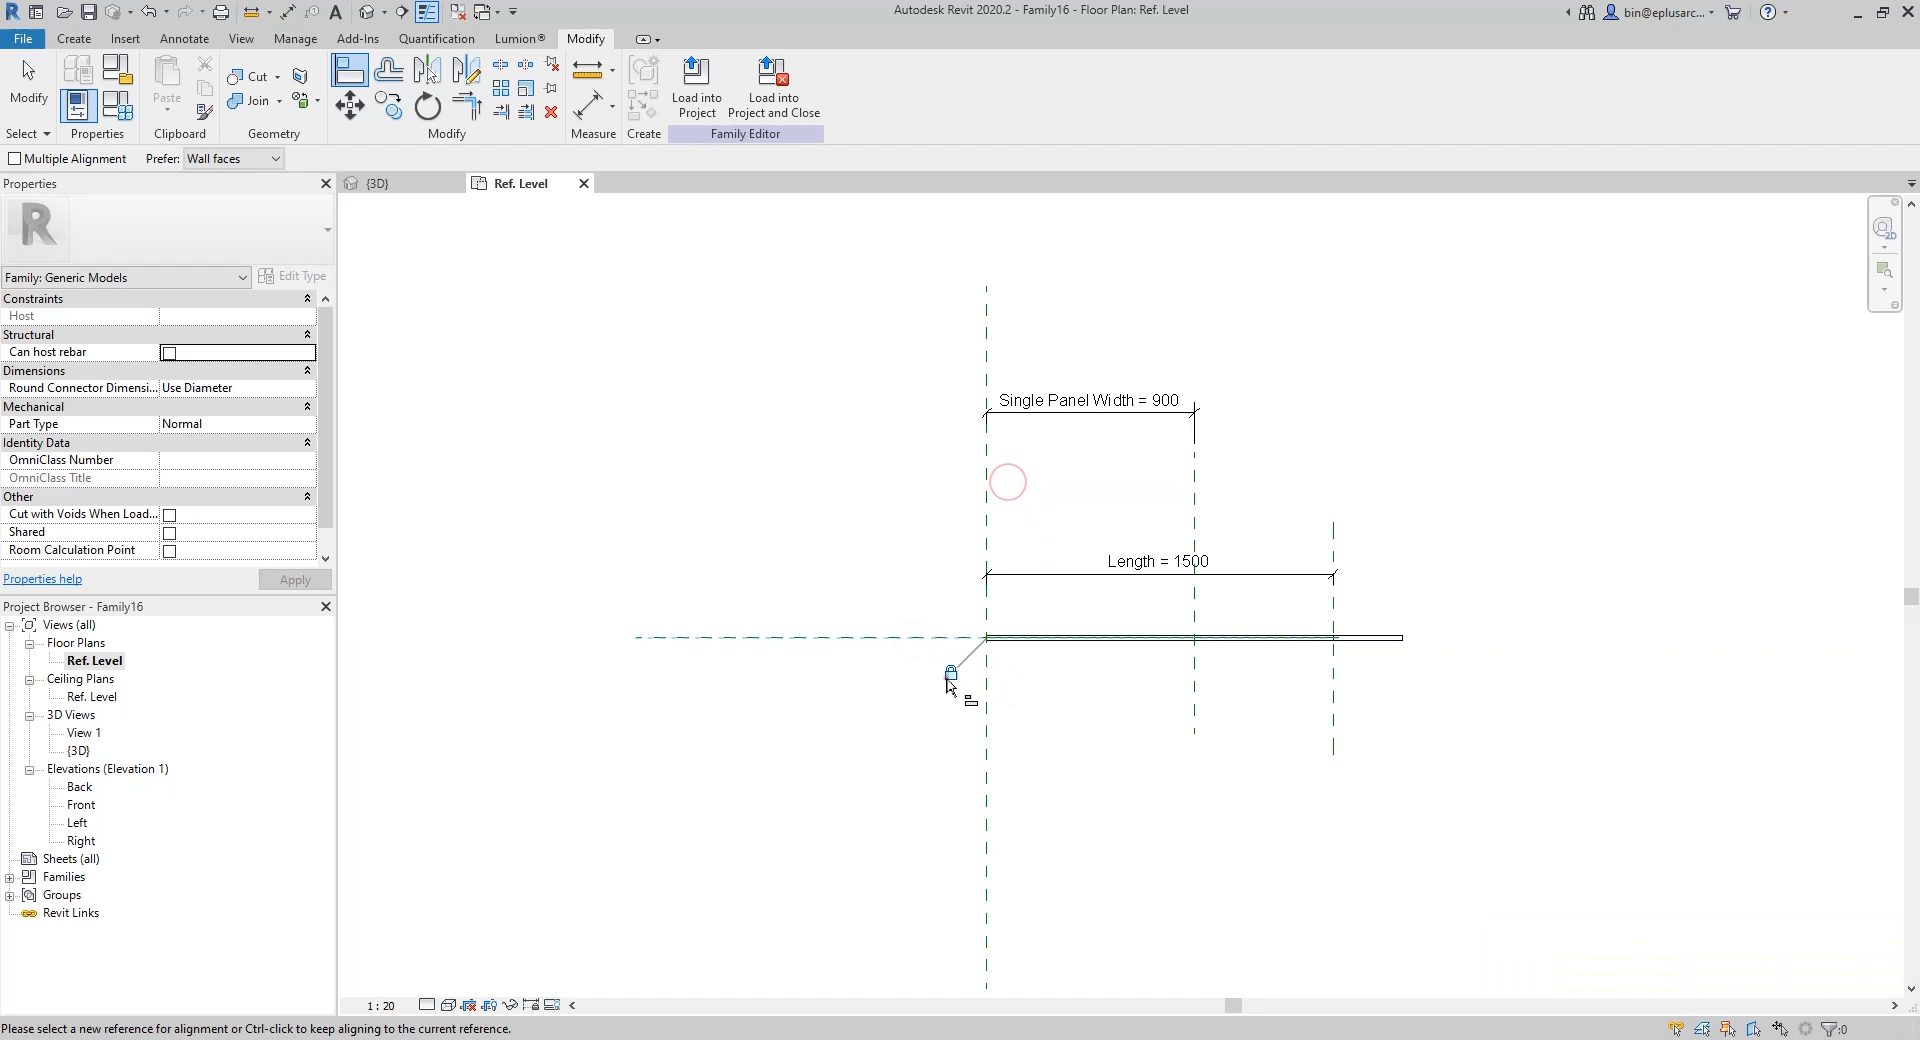 Autodesk Revit 2020.2 - Family16 - Floor Plan: Ref. Level
bin@eplusarc...
File Create Insert Annotate View Manage Add-Ins Quantification Lumion® Modify
Modify
Paste
Cut
Join
Load into
Project
Load into
Project and Close
Select Properties Clipboard Geometry Modify Measure Create Family Editor
Multiple Alignment Prefer: Wall faces
Properties
{3D}
Ref. Level
R
Family: Generic Models
Edit Type
Constraints
Host
Structural
Can host rebar
Dimensions
Round Connector Dimensi... Use Diameter
Mechanical
Part Type Normal
Identity Data
OmniClass Number
OmniClass Title
Other
Cut with Voids When Load...
Shared
Room Calculation Point
Properties help
Apply
Project Browser - Family16
Views (all)
Floor Plans
Ref. Level
Ceiling Plans
Ref. Level
3D Views
View 1
{3D}
Elevations (Elevation 1)
Back
Front
Left
Right
Sheets (all)
Families
Groups
Revit Links
Single Panel Width = 900
Length = 1500
2D
1 : 20
Please select a new reference for alignment or Ctrl-click to keep aligning to the current reference.
:0